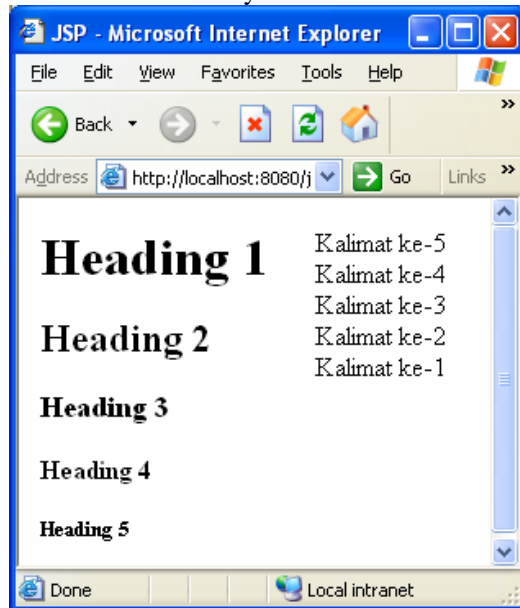 JSP - Microsoft Internet Explorer
File Edit View Favorites Tools Help
Back »
Address http://localhost:8080/j Go Links »
Heading 1
Heading 2
Heading 3
Heading 4
Heading 5
Kalimat ke-5
Kalimat ke-4
Kalimat ke-3
Kalimat ke-2
Kalimat ke-1
Done Local intranet